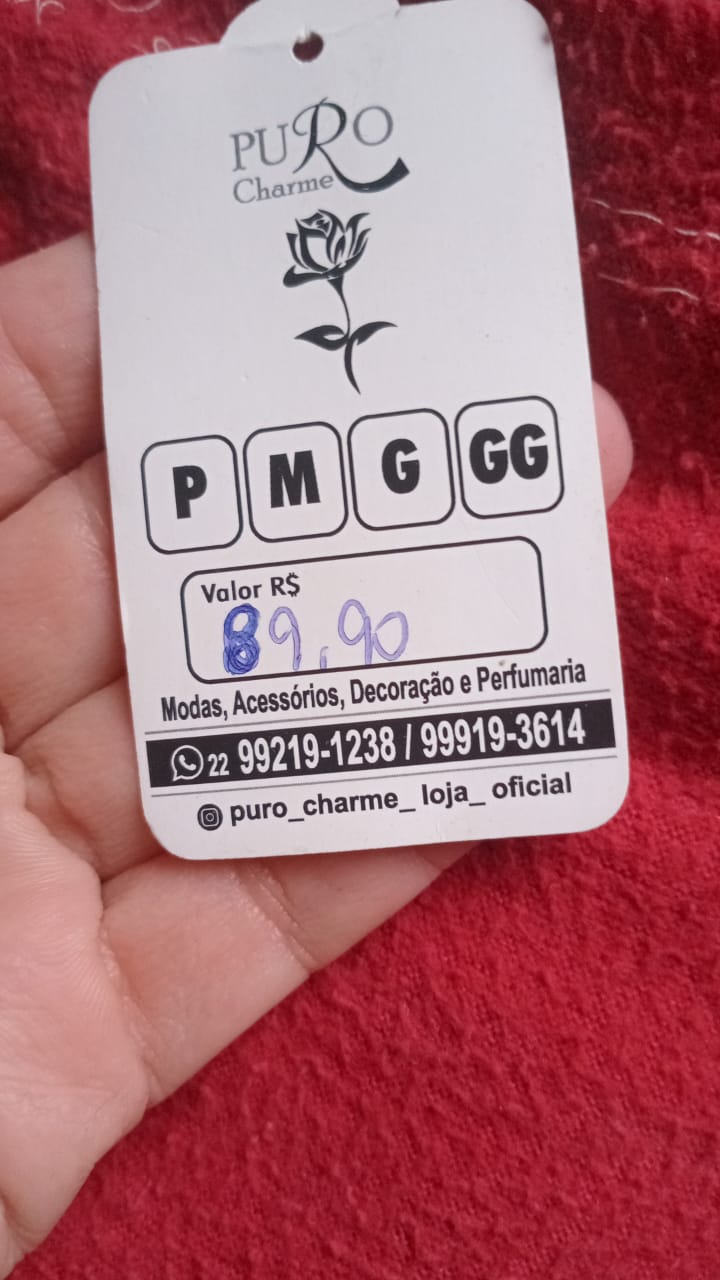 PURO
Charme
P M G GG
Valor R$
89,90
Modas, Acessórios, Decoração e Perfumaria
22 99219-1238 / 99919-3614
puro_charme_ loja_ oficial